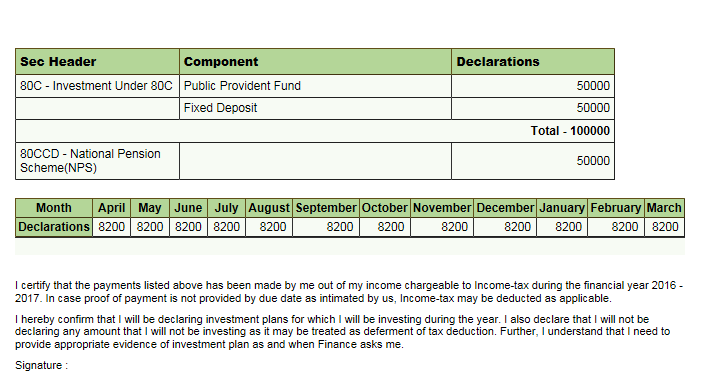 Sec Header Component Declarations
80C - Investment Under 80C Public Provident Fund 50000
Fixed Deposit 50000
Total - 100000
80CCD - National Pension
Scheme(NPS) 50000
Month April May June July August September October November December January February March
Declarations 8200 8200 8200 8200 8200 8200 8200 8200 8200 8200 8200 8200
I certify that the payments listed above has been made by me out of my income chargeable to Income-tax during the financial year 2016 -
2017. In case proof of payment is not provided by due date as intimated by us, Income-tax may be deducted as applicable.
I hereby confirm that I will be declaring investment plans for which I will be investing during the year. I also declare that I will not be
declaring any amount that I will not be investing as it may be treated as deferment of tax deduction. Further, I understand that I need to
provide appropriate evidence of investment plan as and when Finance asks me.
Signature :